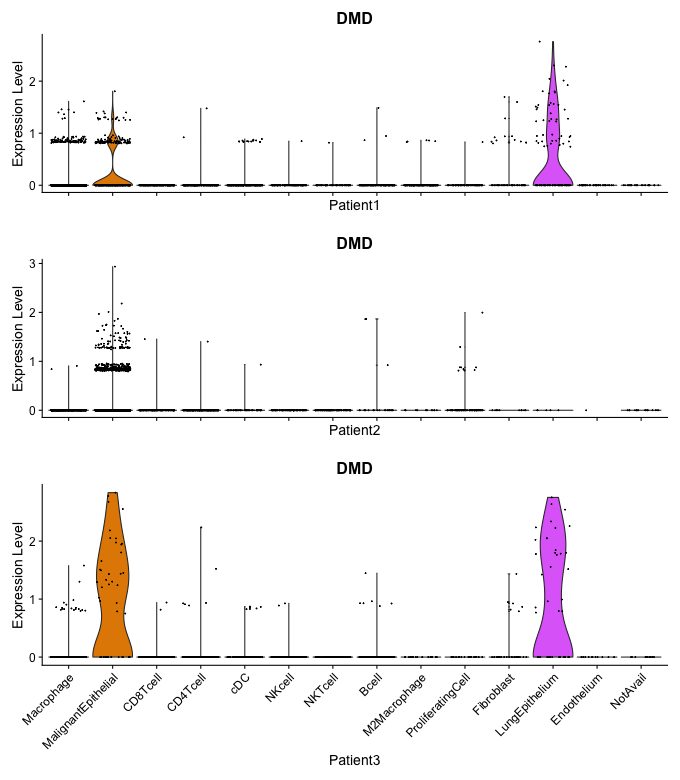 DMD
Expression Level
2
1
0
Patient1
DMD
Expression Level
3
2
1
0
Patient2
DMD
Expression Level
2
1
0
Macrophage
MalignantEpithelial
CD8Tcell
CD4Tcell
cDC
NKcell
NKTcell
Bcell
M2Macrophage
ProliferatingCell
Fibroblast
LungEpithelium
Endothelium
NotAvail
Patient3